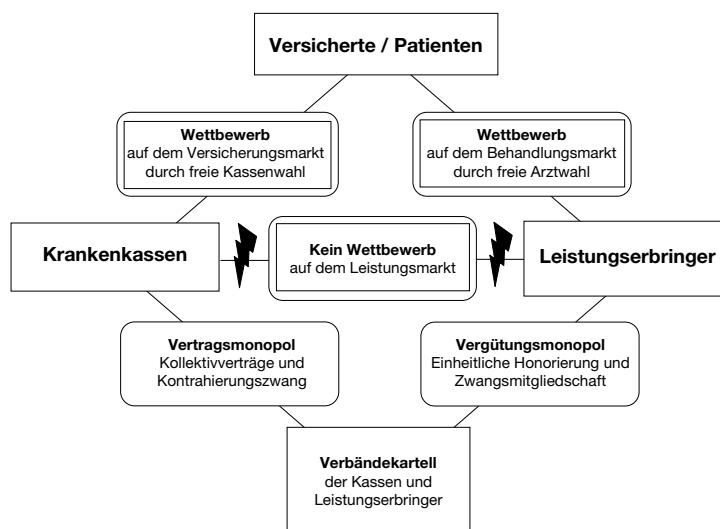 Versicherte / Patienten
Wettbewerb
auf dem Versicherungsmarkt
durch freie Kassenwahl
Wettbewerb
auf dem Behandlungsmarkt
durch freie Arztwahl
Krankenkassen
Kein Wettbewerb
auf dem Leistungsmarkt
Leistungserbringer
Vertragsmonopol
Kollektivverträge und
Kontrahierungszwang
Vergütungsmonopol
Einheitliche Honorierung und
Zwangsmitgliedschaft
Verbändekartell
der Kassen und
Leistungserbringer